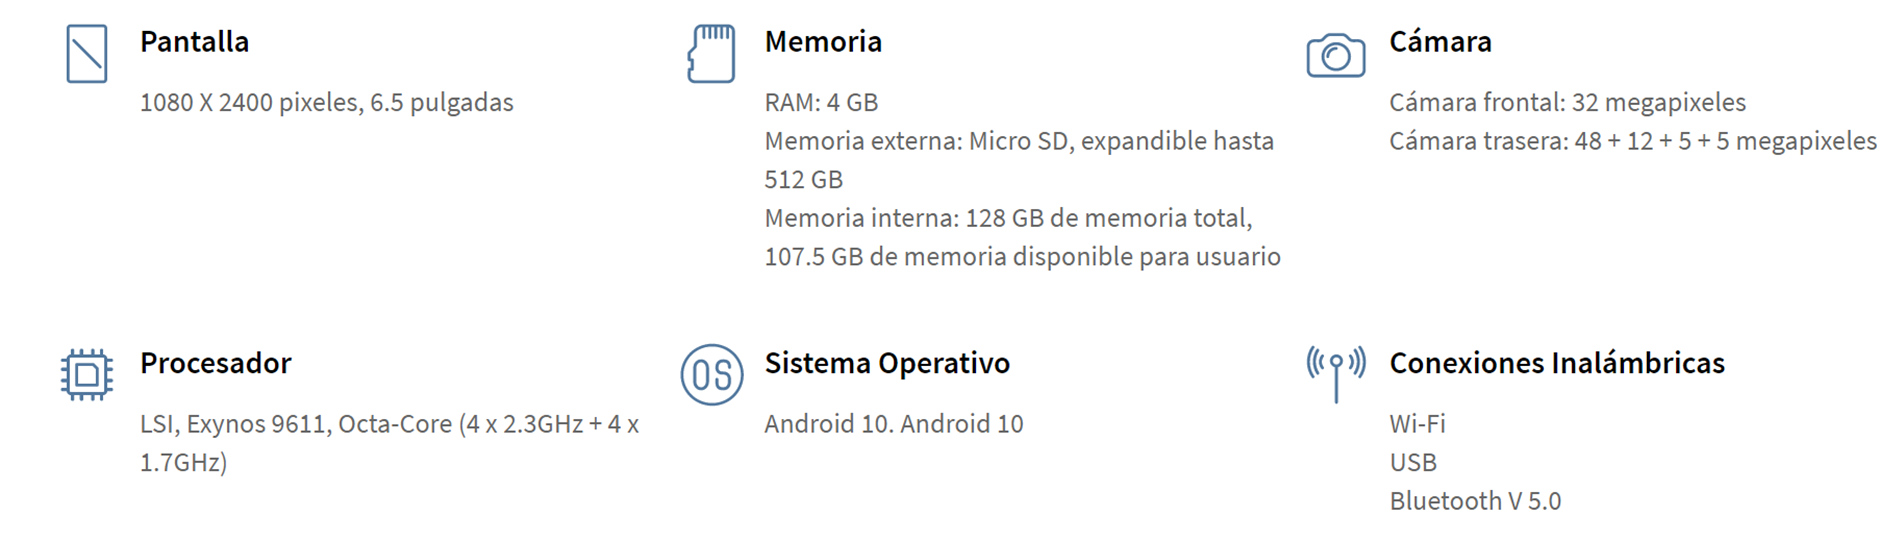 Pantalla
1080 X 2400 pixeles, 6.5 pulgadas
Memoria
RAM: 4 GB
Memoria externa: Micro SD, expandible hasta
512 GB
Memoria interna: 128 GB de memoria total,
107.5 GB de memoria disponible para usuario
Cámara
Cámara frontal: 32 megapixeles
Cámara trasera: 48 + 12 + 5 + 5 megapixeles
Procesador
LSI, Exynos 9611, Octa-Core (4 x 2.3GHz + 4 x
1.7GHz)
OS
Sistema Operativo
Android 10. Android 10
Conexiones Inalámbricas
Wi-Fi
USB
Bluetooth V 5.0